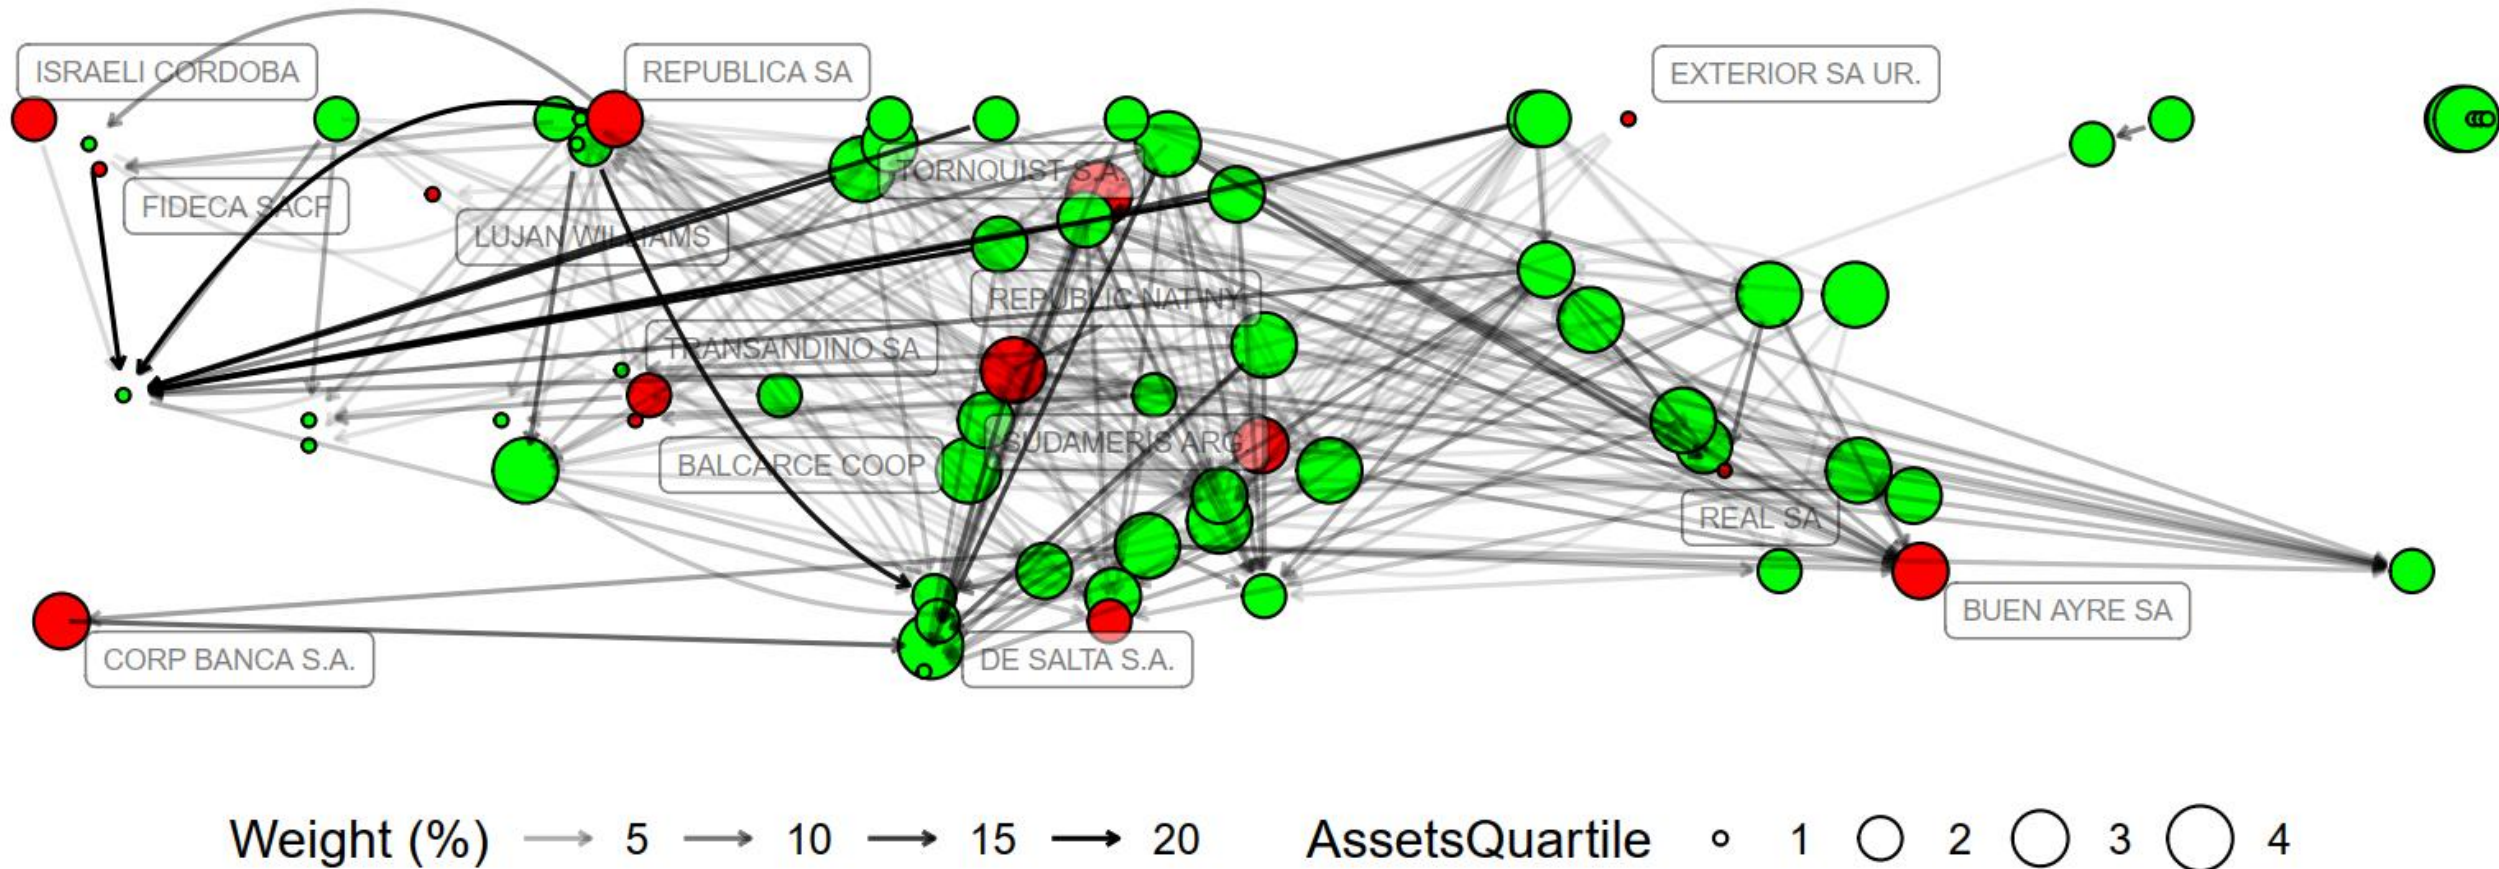 ISRAELI CORDOBA
REPUBLICA SA
EXTERIOR SA UR.
TORNQUIST S.A.
FIDECA SACF
LUJAN WILLIAMS
REPUBLIC NAT NY
TRANSANDINO SA
SUDAMERIS ARG
BALCARCE COOP
REAL SA
BUEN AYRE SA
CORP BANCA S.A.
DE SALTA S.A.
Weight (%) 5 10 15 20 AssetsQuartile 1 2 3 4